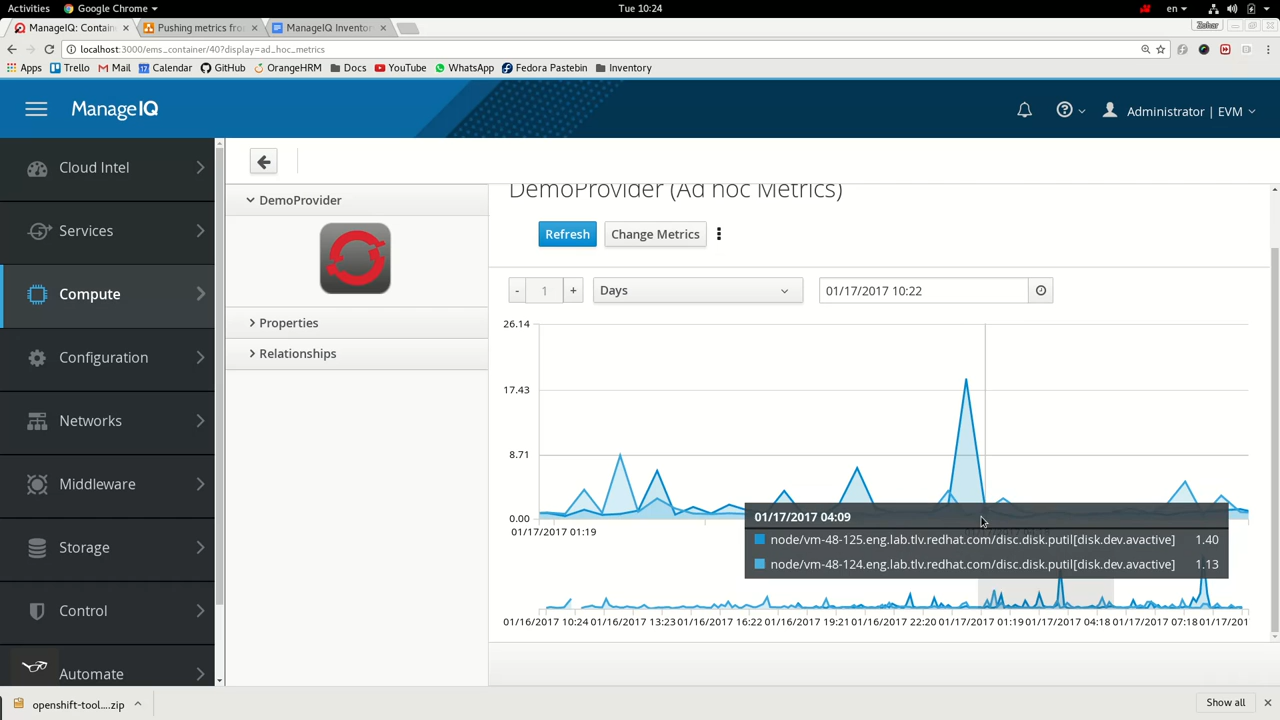 Activities
Google Chrome
Tue 10:24
en
ManageIQ: Contain
Pushing metrics fro
ManageIQ Invento
Zohar
localhost:3000/ems_container/40?display=ad_hoc_metrics
Apps
Trello
Mail
Calendar
GitHub
OrangeHRM
Docs
YouTube
WhatsApp
Fedora Pastebin
Inventory
ManageIQ
Administrator | EVM
Cloud Intel
Services
Compute
Configuration
Networks
Middleware
Storage
Control
Automate
DemoProvider
Properties
Relationships
DemoProvider (Ad hoc Metrics)
Refresh
Change Metrics
- 1 +
Days
01/17/2017 10:22
26.14
17.43
8.71
0.00
01/17/2017 01:19
01/17/2017 04:09
node/vm-48-125.eng.lab.tlv.redhat.com/disc.disk.putil[disk.dev.avactive] 1.40
node/vm-48-124.eng.lab.tlv.redhat.com/disc.disk.putil[disk.dev.avactive] 1.13
01/16/2017 10:24 01/16/2017 13:23 01/16/2017 16:22 01/16/2017 19:21 01/16/2017 22:20 01/17/2017 01:19 01/17/2017 04:18 01/17/2017 07:18 01/17/201
openshift-tool....zip
Show all